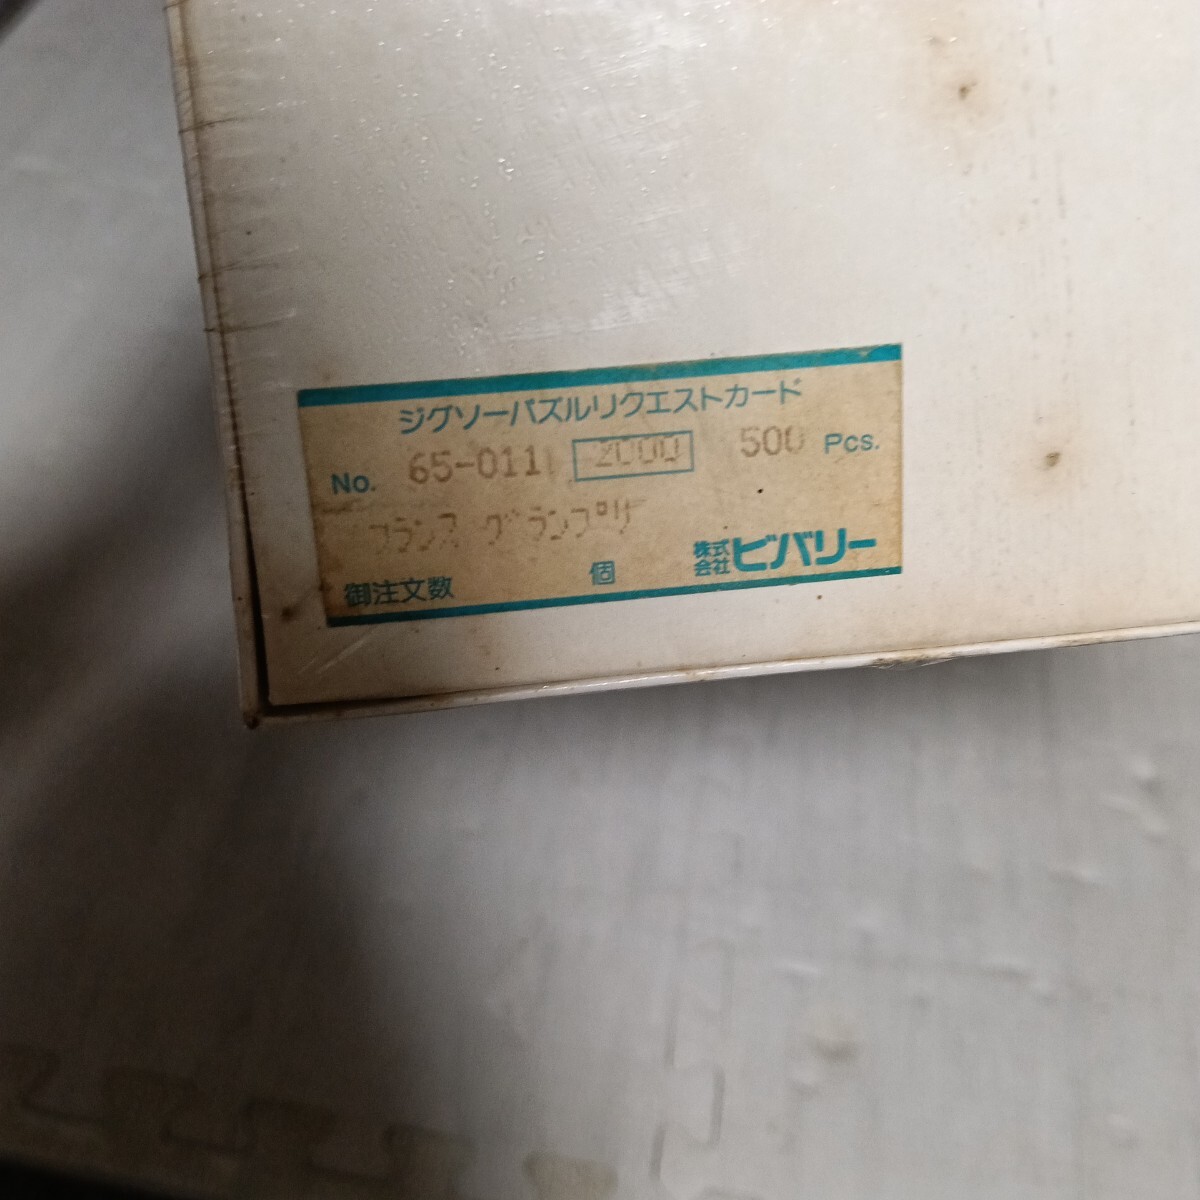 ジグソーパズルリクエストカード
No. 65-011 2000 500 Pcs.
フランス グランプリ
御注文数 個 株式会社 ビバリー